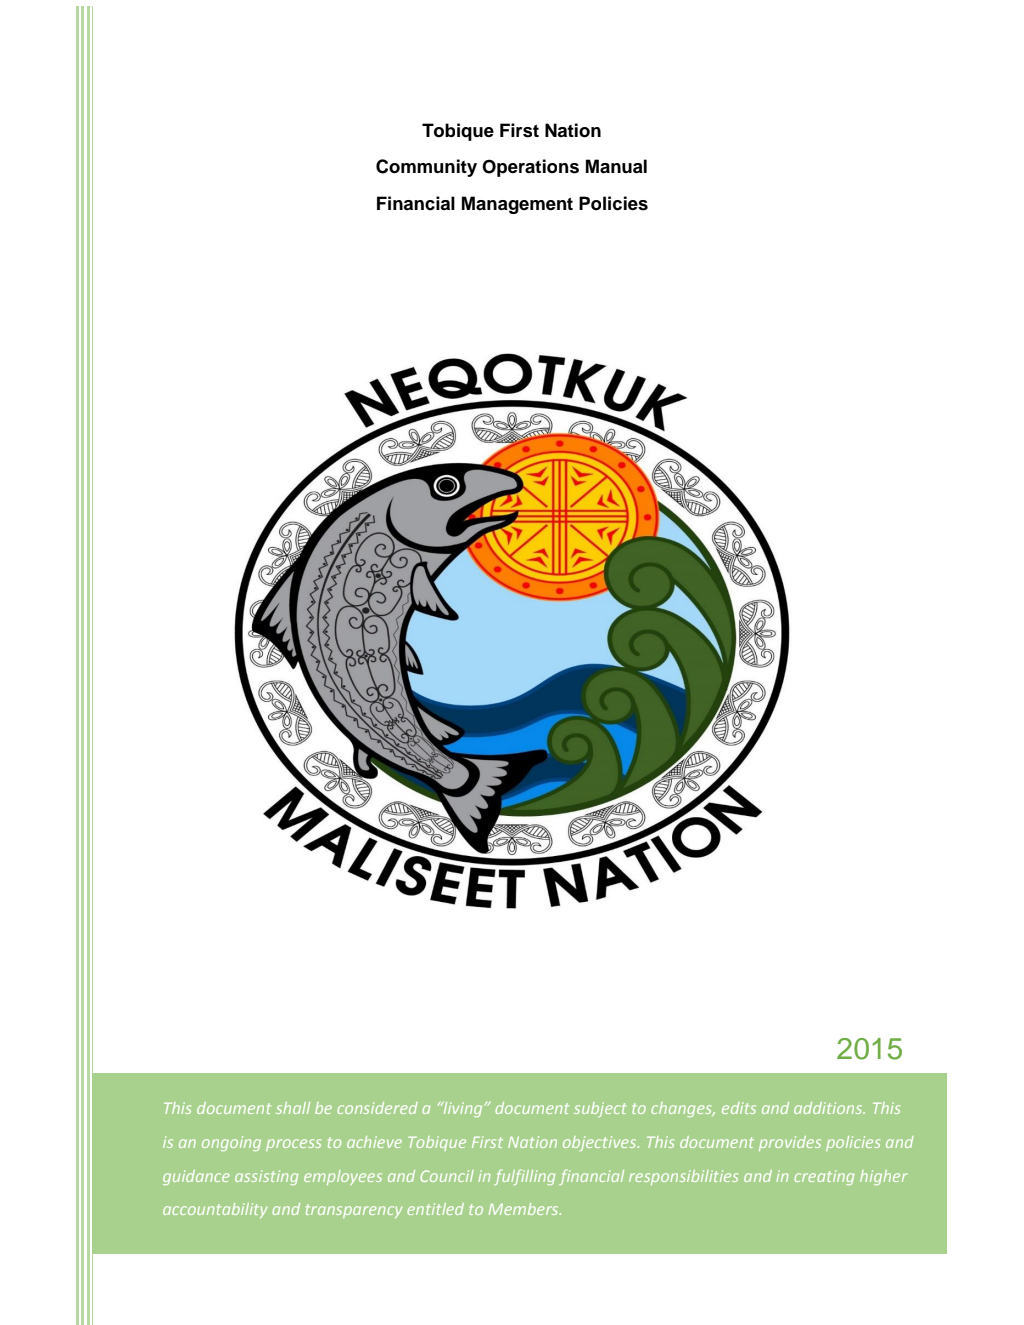 Tobique First Nation
Community Operations Manual
Financial Management Policies
NEQOTKUK
MALISEET NATION
2015
This document shall be considered a “living” document subject to changes, edits and additions. This
is an ongoing process to achieve Tobique First Nation objectives. This document provides policies and
guidance assisting employees and Council in fulfilling financial responsibilities and in creating higher
accountability and transparency entitled to Members.